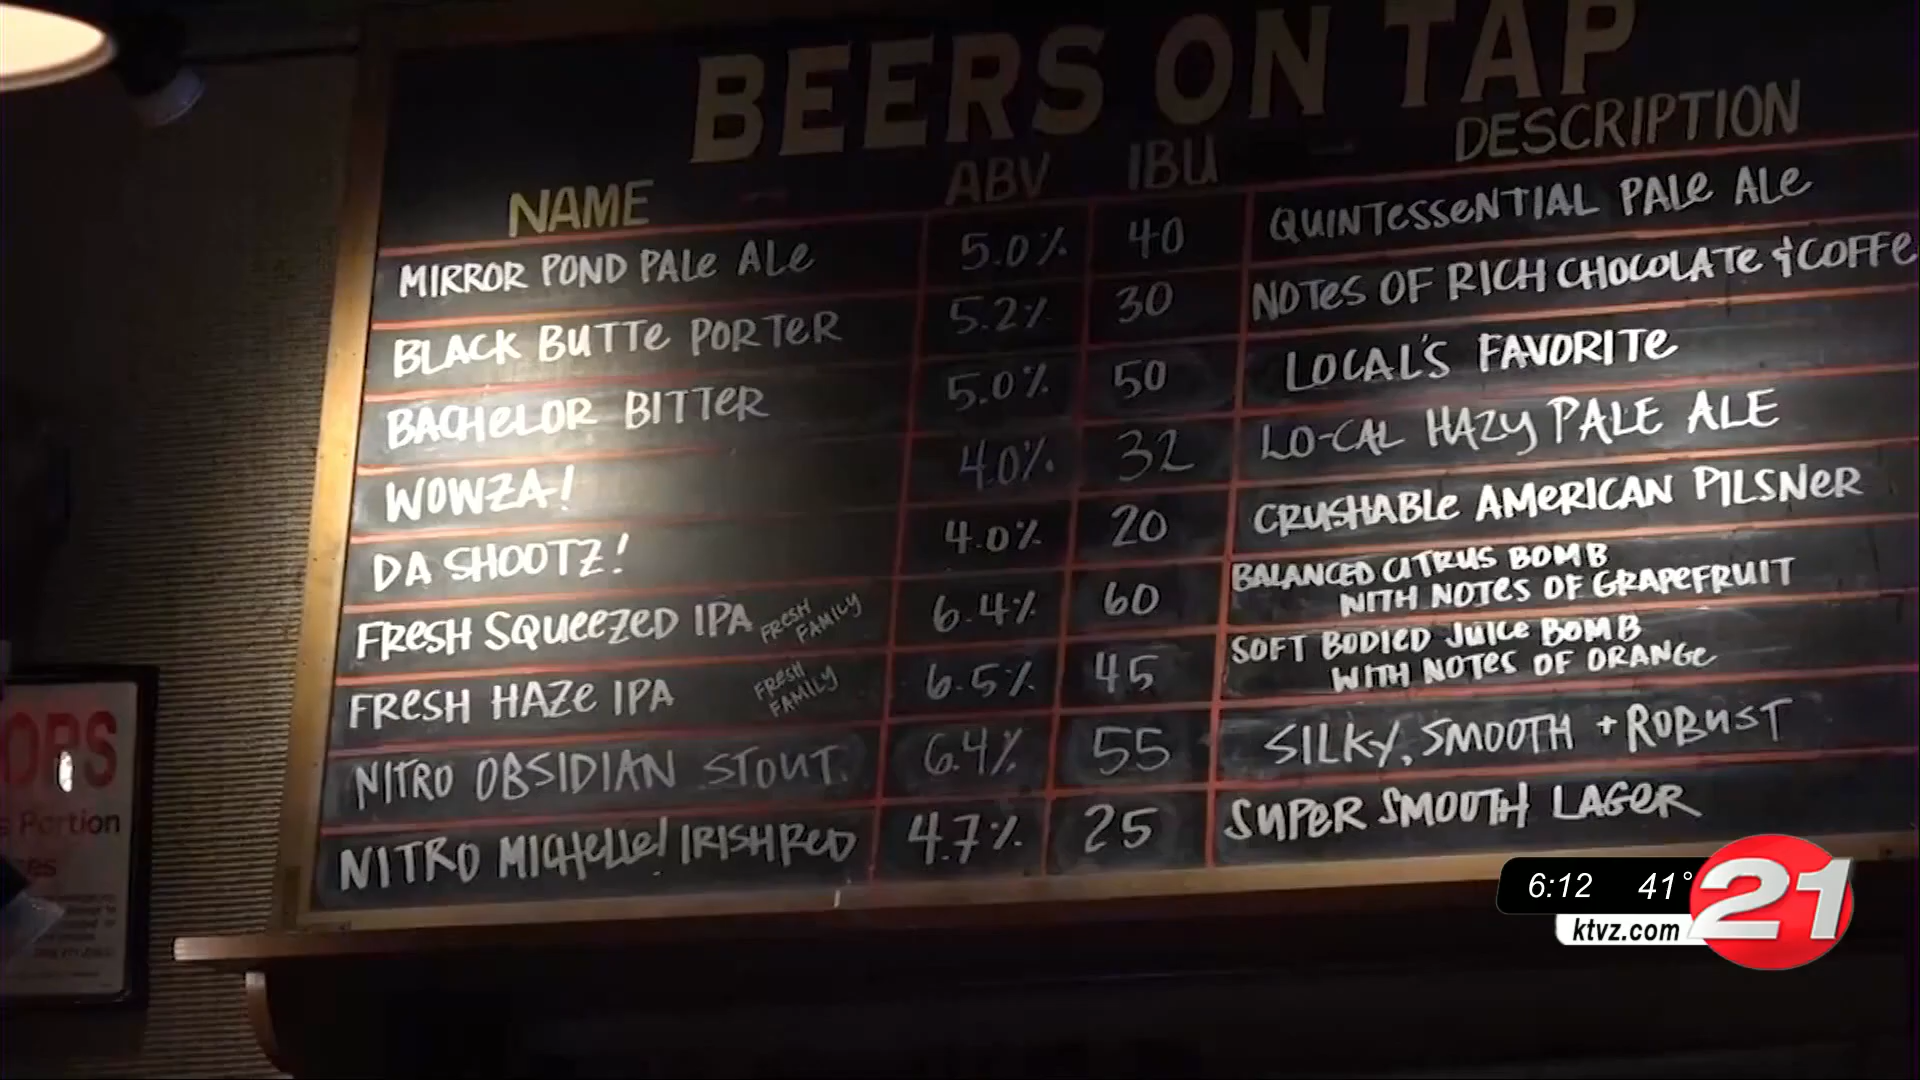 BEERS ON TAP
NAME ABV IBU DESCRIPTION
MIRROR POND PALe ALe 5.0% 40 QUINTeSSeNTIAL PALe ALe
BLACK BUTTe PORTeR 5.2% 30 NOTeS OF RICH CHOCOLATe & COFFe
BACHeLOR BITTeR 5.0% 50 LOCAL'S FAVORITe
WOWZA! 4.0% 32 LO-CAL HAZy PALE ALE
DA SHOOTZ! 4.0% 20 CRUSHABLe AMeRICAN PILSNeR
FReSH SQUeeZeD IPA FRESH FAMILY 6.4% 60 BALANCED CITRUS BOMB
WITH NOTeS OF GRAPeFRUIT
FReSH HAZe IPA FRESH FAMILY 6.5% 45 SOFT BODIED JUICe BOMB
WITH NOTeS OF ORANGe
NITRO OBSIDIAN STOUT. 6.4% 55 SILKY, SMOOTH + ROBUST
NITRO MICHeLLe! IRISH ReD 4.7% 25 SUPeR SMOOTH LAGeR
OPS
s Portion
es
6:12 41°
21
ktvz.com